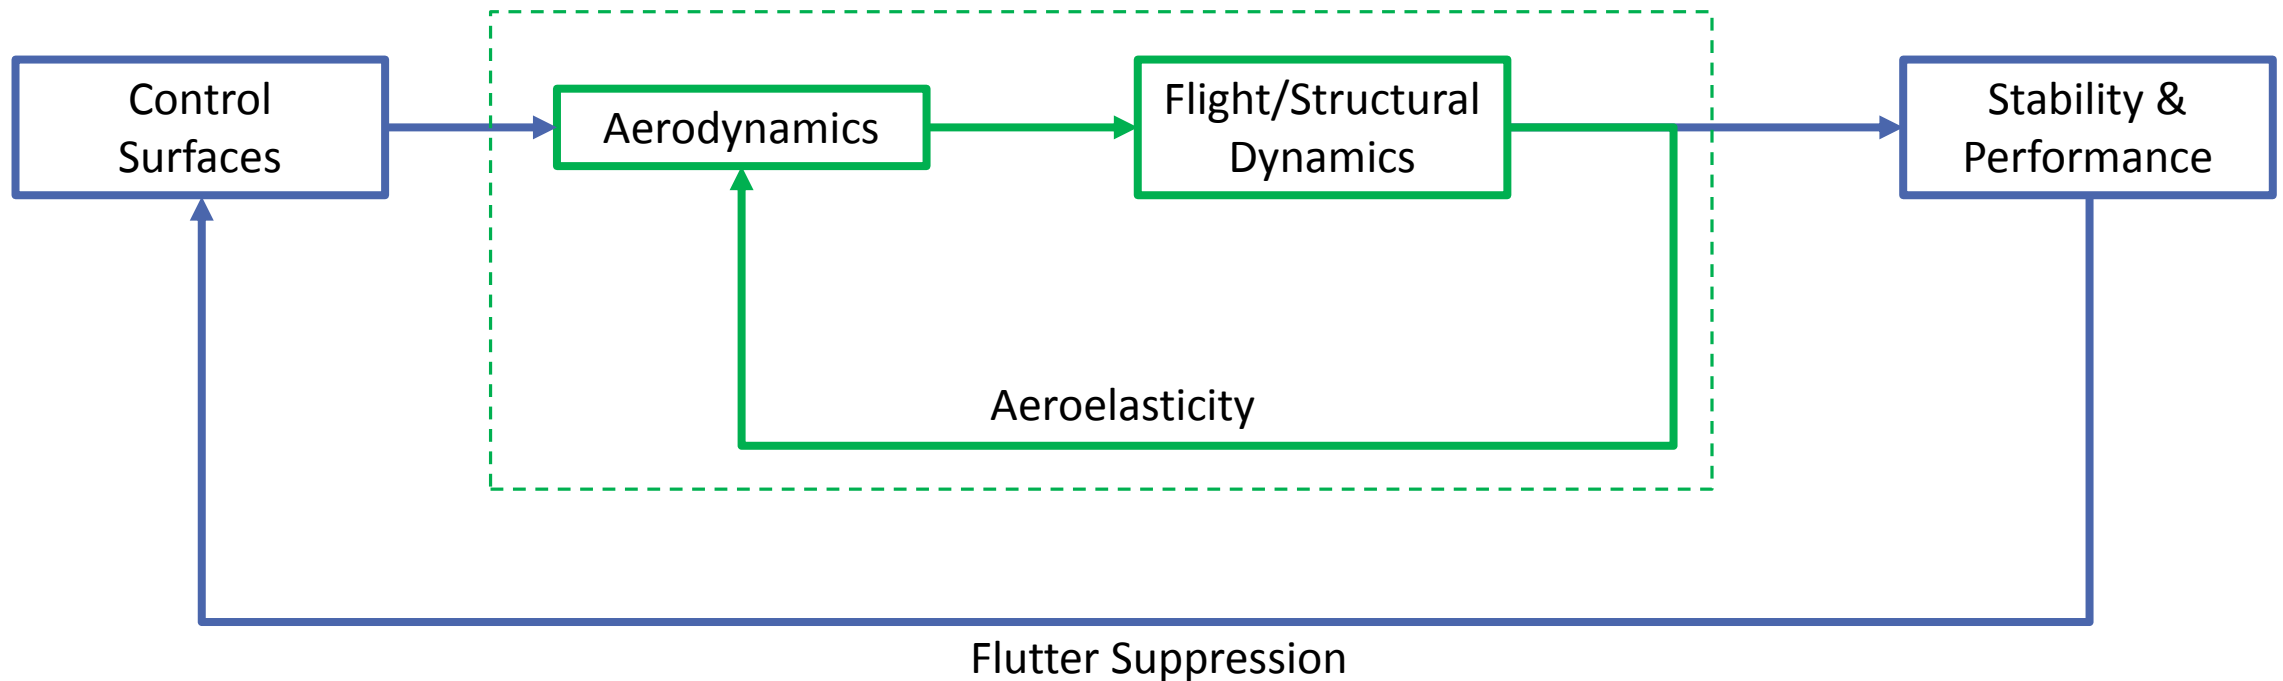 Control
Surfaces
Aerodynamics
Flight/Structural
Dynamics
Stability &
Performance
Aeroelasticity
Flutter Suppression